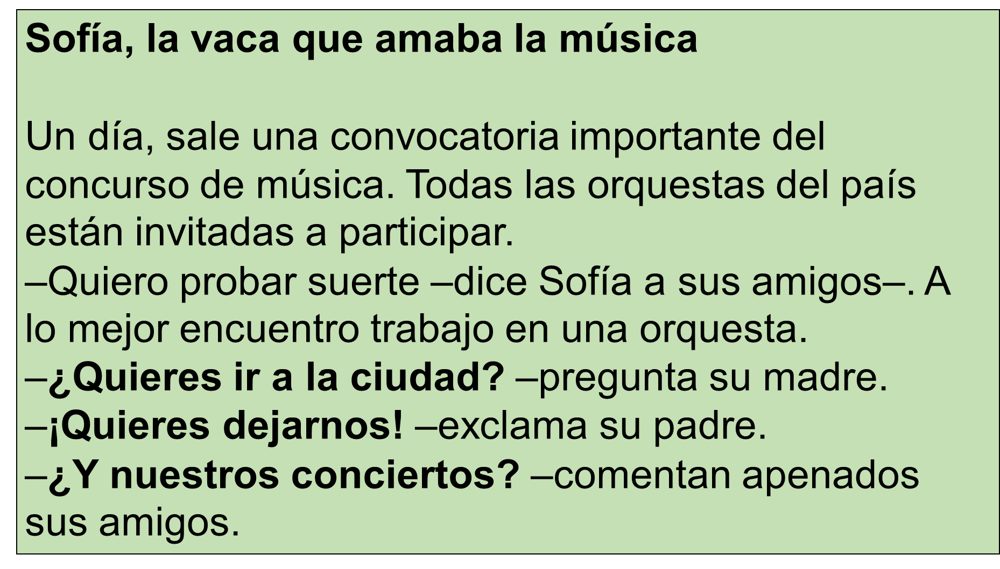 Sofía, la vaca que amaba la música
Un día, sale una convocatoria importante del
concurso de música. Todas las orquestas del país
están invitadas a participar.
–Quiero probar suerte –dice Sofía a sus amigos–. A
lo mejor encuentro trabajo en una orquesta.
–¿Quieres ir a la ciudad? –pregunta su madre.
–¡Quieres dejarnos! –exclama su padre.
–¿Y nuestros conciertos? –comentan apenados
sus amigos.